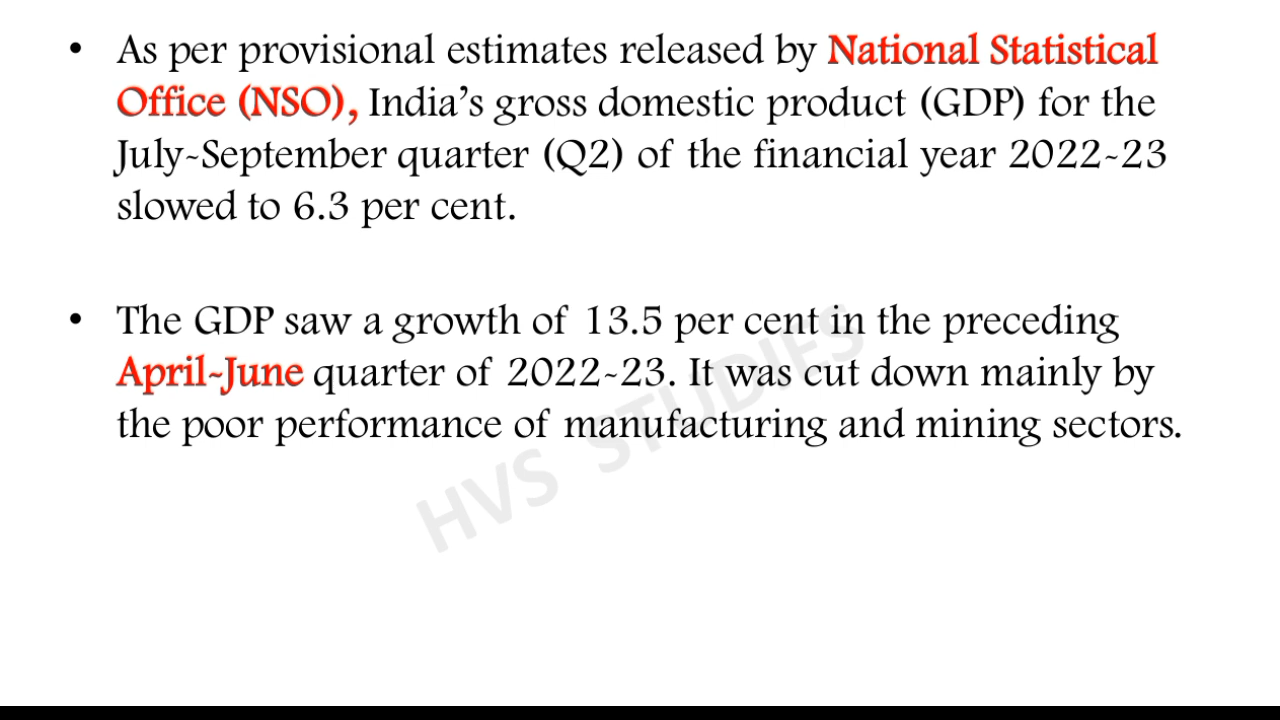 • As per provisional estimates released by National Statistical
Office (NSO), India's gross domestic product (GDP) for the
July-September quarter (Q2) of the financial year 2022-23
slowed to 6.3 per cent.
• The GDP saw a growth of 13.5 per cent in the preceding
April-June quarter of 2022-23. It was cut down mainly by
the poor performance of manufacturing and mining sectors.
HVS STUDIES